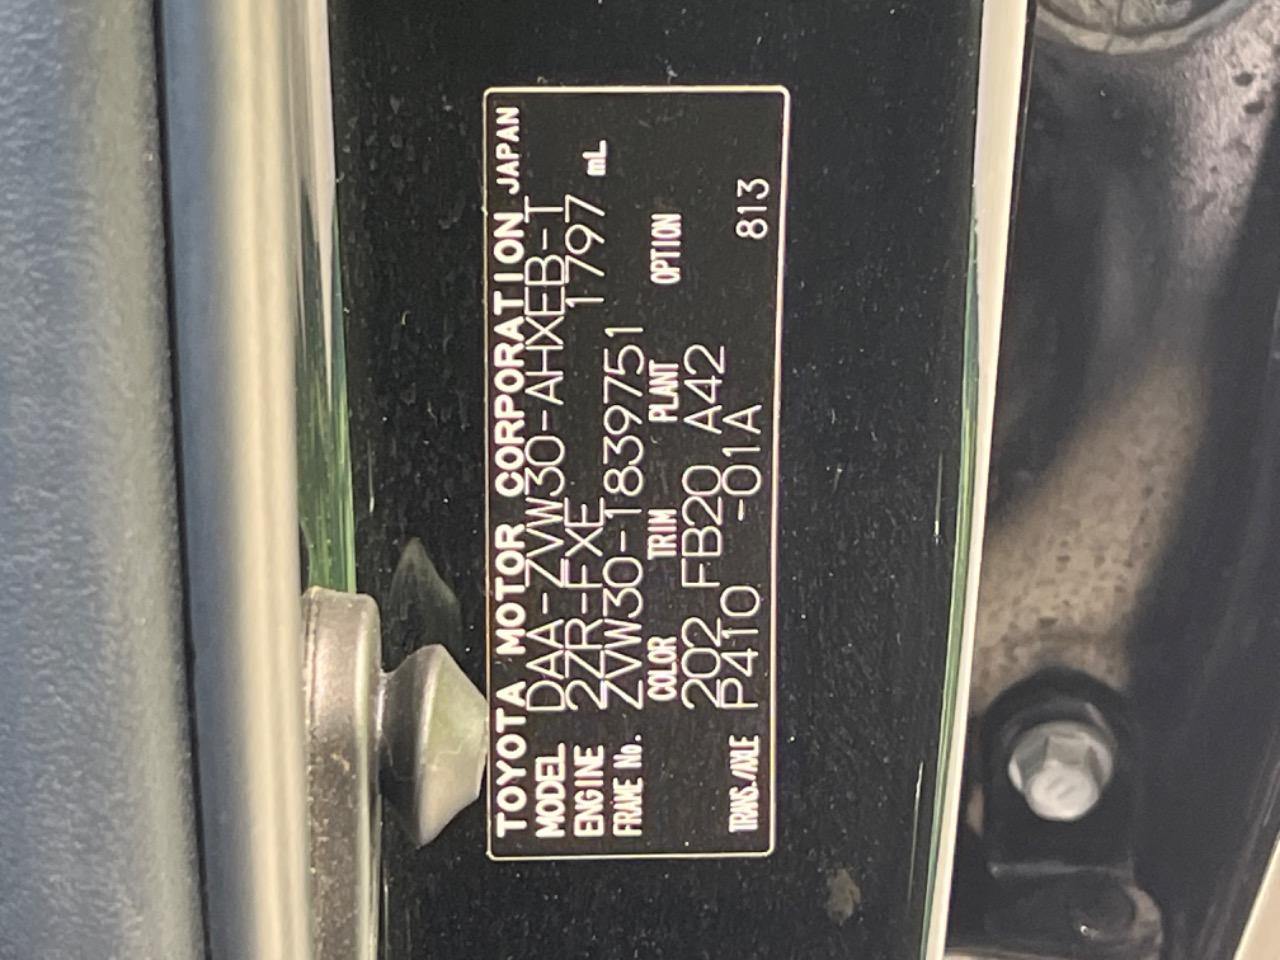 TOYOTA MOTOR CORPORATION JAPAN
MODEL DAA-ZVW30-AHXEB-T
ENGINE 2ZR-FXE 1797 mL
FRAME No. ZVW30-1839751
COLOR TRIM PLANT OPTION
202 FB20 A42
TRANS./AXLE P410 -01A 813